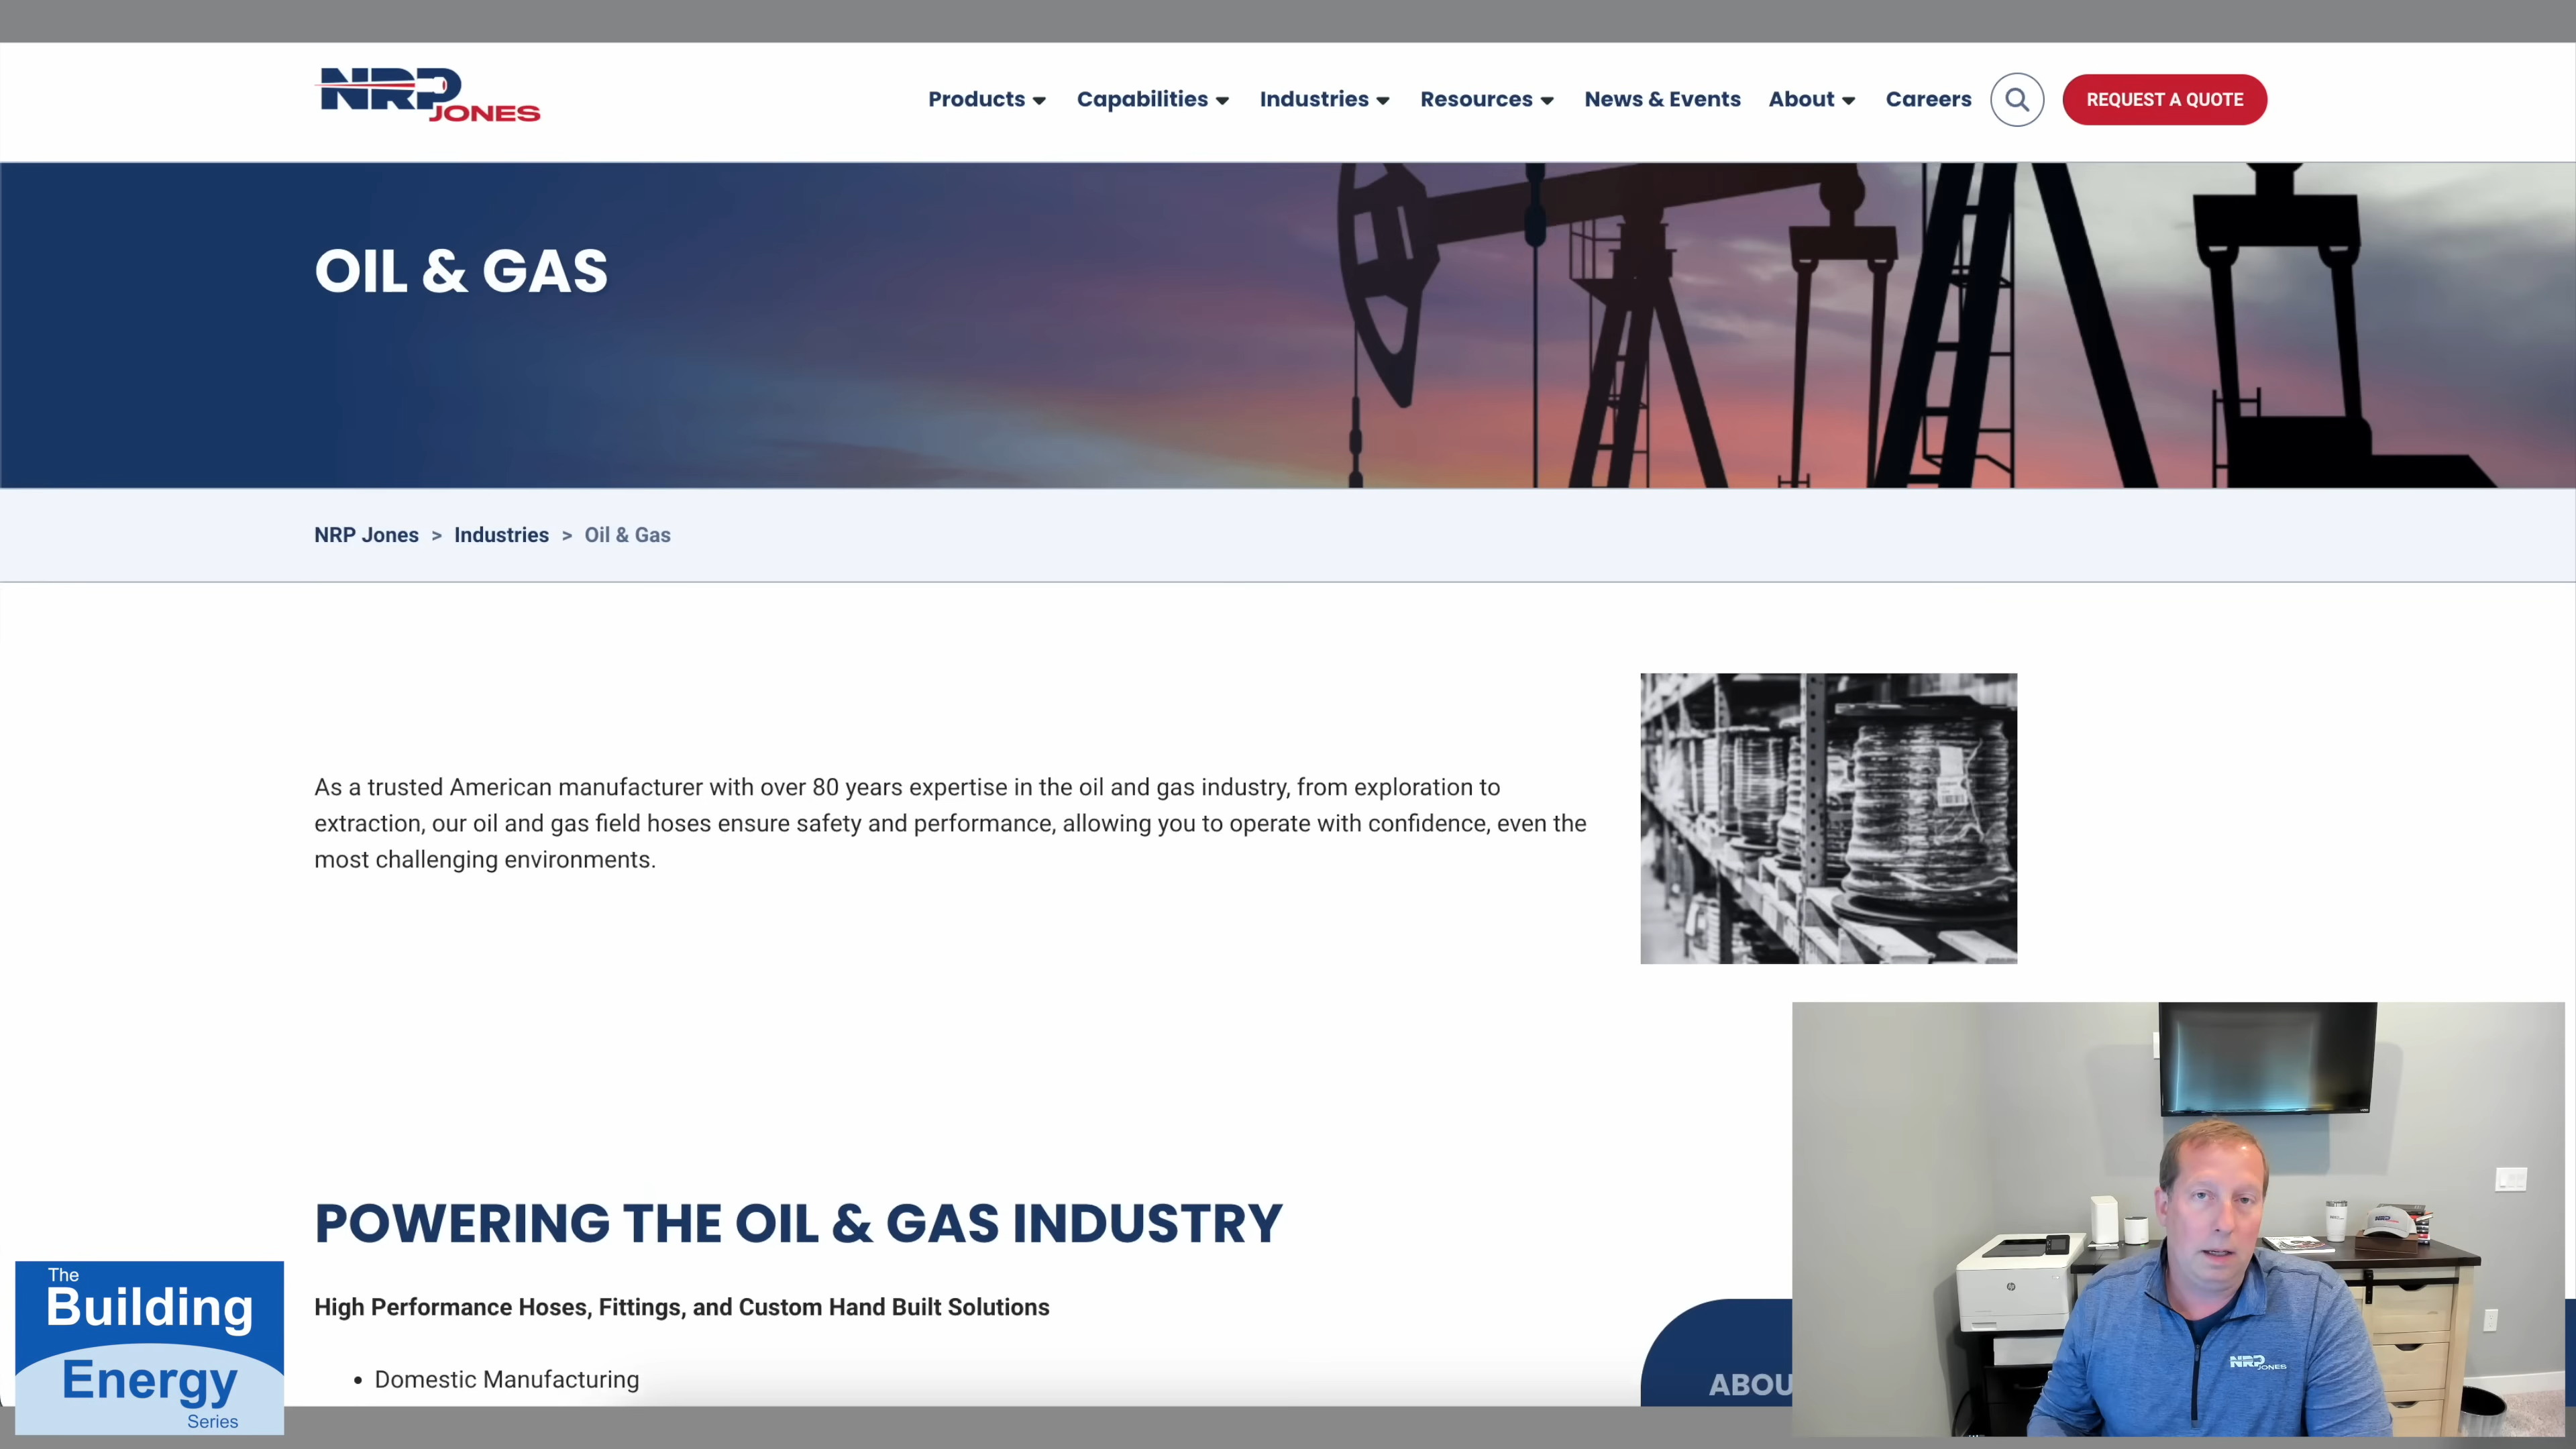 NRP
JONES
Products
Capabilities
Industries
Resources
News & Events
About
Careers
REQUEST A QUOTE
OIL & GAS
NRP Jones > Industries > Oil & Gas
As a trusted American manufacturer with over 80 years expertise in the oil and gas industry, from exploration to
extraction, our oil and gas field hoses ensure safety and performance, allowing you to operate with confidence, even the
most challenging environments.
POWERING THE OIL & GAS INDUSTRY
High Performance Hoses, Fittings, and Custom Hand Built Solutions
• Domestic Manufacturing
ABOU
The
Building
Energy
Series
hp
NRP
JONES